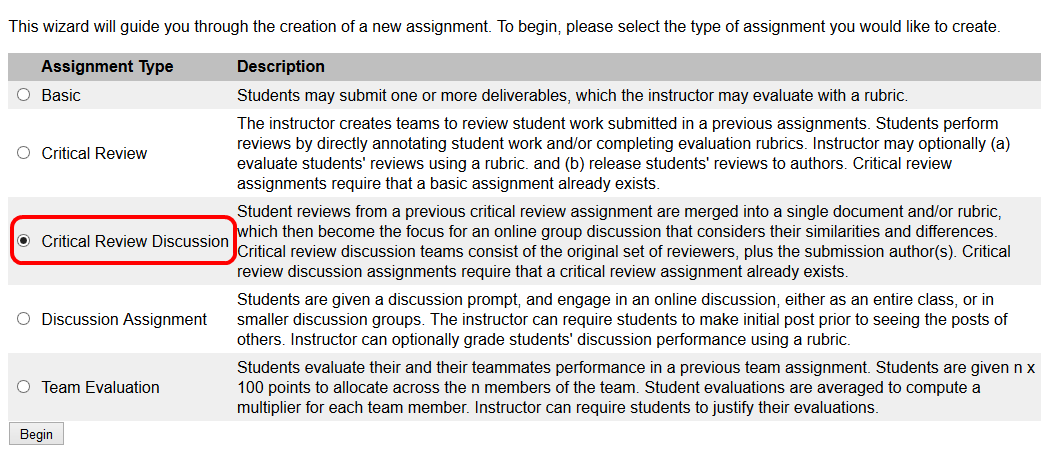 This wizard will guide you through the creation of a new assignment. To begin, please select the type of assignment you would like to create.
Assignment Type Description
Basic Students may submit one or more deliverables, which the instructor may evaluate with a rubric.
The instructor creates teams to review student work submitted in a previous assignments. Students perform
Critical Review reviews by directly annotating student work and/or completing evaluation rubrics. Instructor may optionally (a)
evaluate students' reviews using a rubric. and (b) release students' reviews to authors. Critical review
assignments require that a basic assignment already exists.
Student reviews from a previous critical review assignment are merged into a single document and/or rubric,
Critical Review Discussion which then become the focus for an online group discussion that considers their similarities and differences.
Critical review discussion teams consist of the original set of reviewers, plus the submission author(s). Critical
review discussion assignments require that a critical review assignment already exists.
Students are given a discussion prompt, and engage in an online discussion, either as an entire class, or in
Discussion Assignment smaller discussion groups. The instructor can require students to make initial post prior to seeing the posts of
others. Instructor can optionally grade students' discussion performance using a rubric.
Students evaluate their and their teammates performance in a previous team assignment. Students are given n x
Team Evaluation 100 points to allocate across the n members of the team. Student evaluations are averaged to compute a
multiplier for each team member. Instructor can require students to justify their evaluations.
Begin